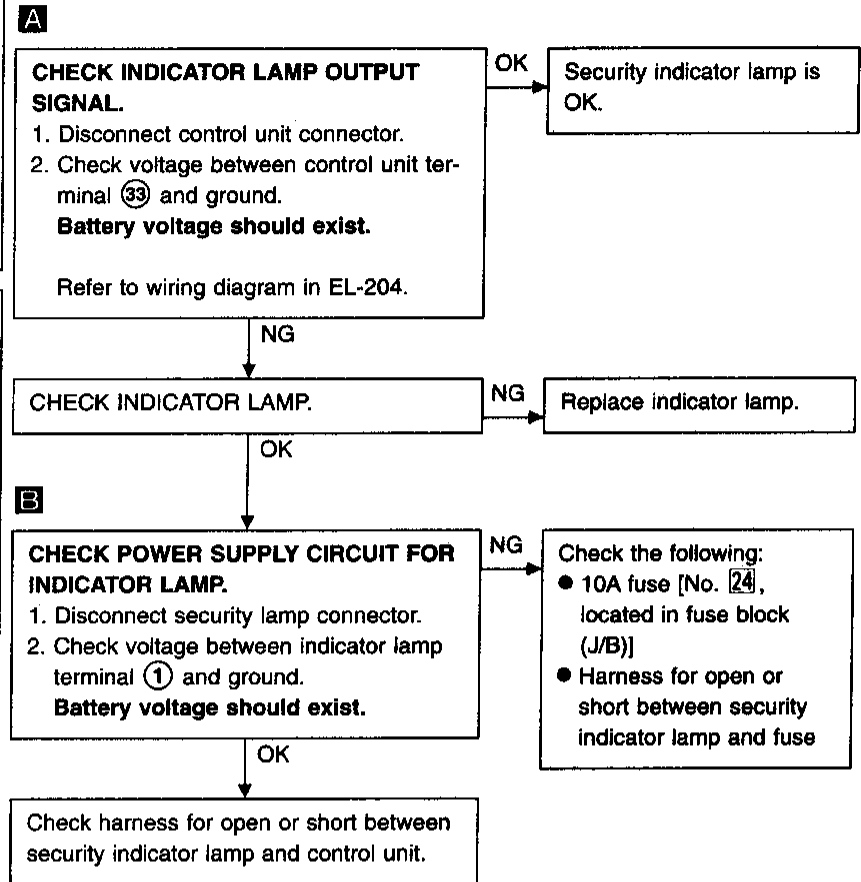 A
CHECK INDICATOR LAMP OUTPUT
SIGNAL.
1. Disconnect control unit connector.
2. Check voltage between control unit ter-
minal 33 and ground.
Battery voltage should exist.
Refer to wiring diagram in EL-204.
OK
Security indicator lamp is
OK.
NG
CHECK INDICATOR LAMP.
NG
Replace indicator lamp.
OK
B
CHECK POWER SUPPLY CIRCUIT FOR
INDICATOR LAMP.
1. Disconnect security lamp connector.
2. Check voltage between indicator lamp
terminal 1 and ground.
Battery voltage should exist.
NG
Check the following:
● 10A fuse [No. 24,
located in fuse block
(J/B)]
● Harness for open or
short between security
indicator lamp and fuse
OK
Check harness for open or short between
security indicator lamp and control unit.